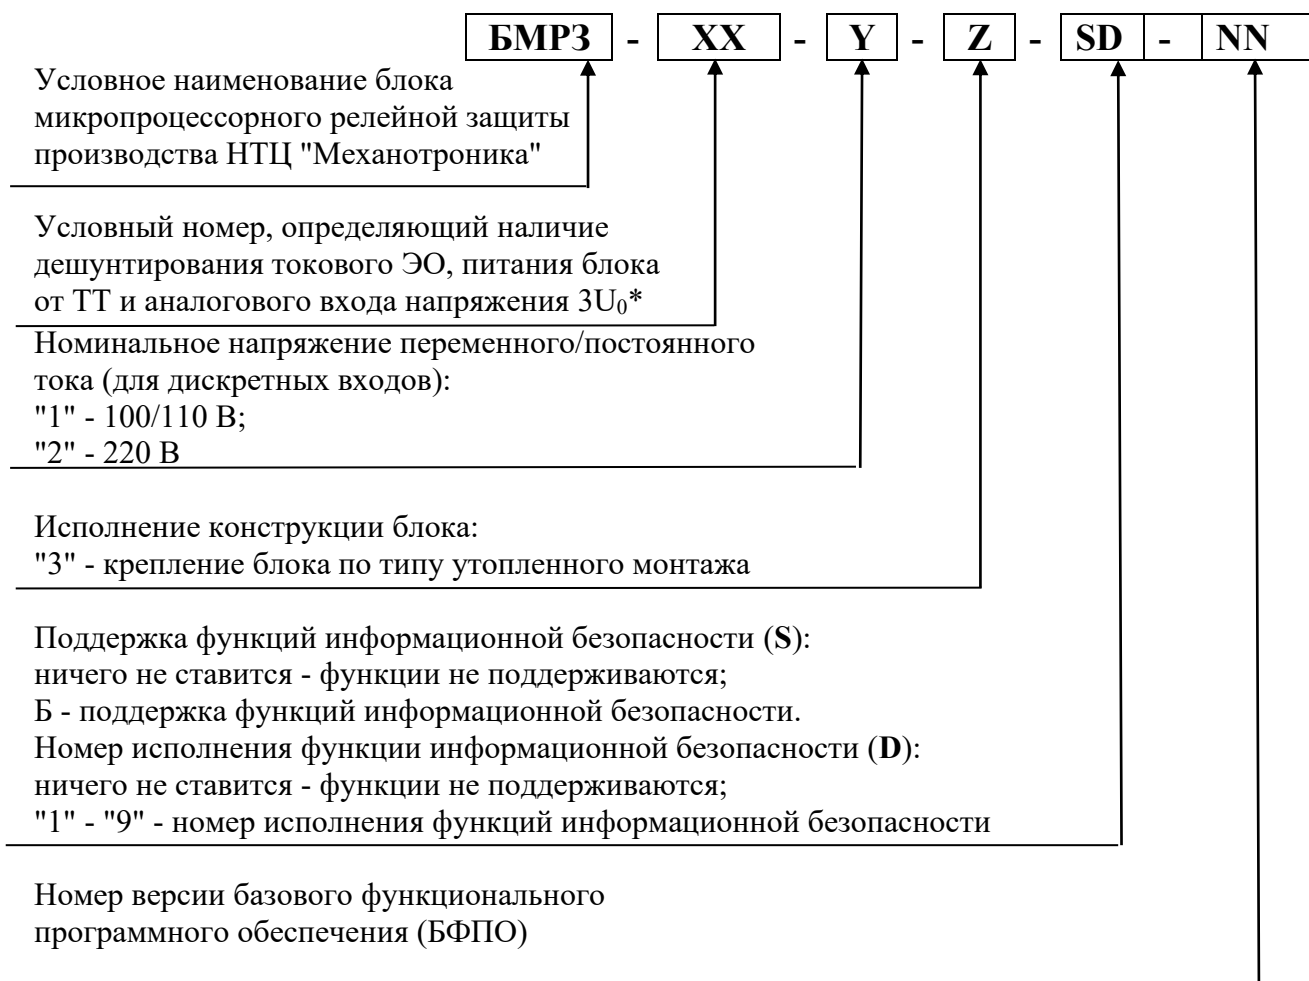 БМРЗ - XX - Y - Z - SD - NN
Условное наименование блока
микропроцессорного релейной защиты
производства НТЦ "Механотроника"
Условный номер, определяющий наличие
дешунтирования токового ЭО, питания блока
от ТТ и аналогового входа напряжения 3U₀*
Номинальное напряжение переменного/постоянного
тока (для дискретных входов):
"1" - 100/110 В;
"2" - 220 В
Исполнение конструкции блока:
"3" - крепление блока по типу утопленного монтажа
Поддержка функций информационной безопасности (S):
ничего не ставится - функции не поддерживаются;
Б - поддержка функций информационной безопасности.
Номер исполнения функции информационной безопасности (D):
ничего не ставится - функции не поддерживаются;
"1" - "9" - номер исполнения функций информационной безопасности
Номер версии базового функционального
программного обеспечения (БФПО)